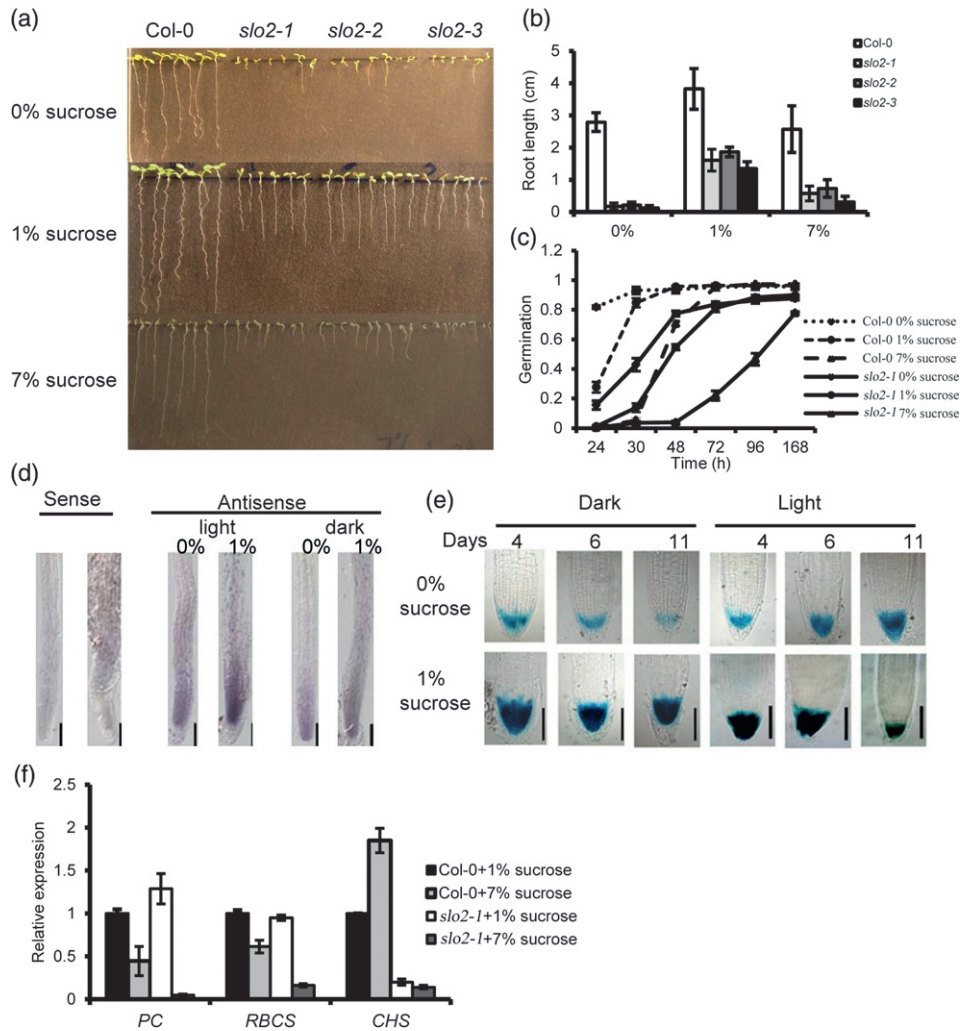 (a)
Col-0 slo2-1 slo2-2 slo2-3
0% sucrose
1% sucrose
7% sucrose
(b)
Root length (cm)
5
4
3
2
1
0
0% 1% 7%
Col-0
slo2-1
slo2-2
slo2-3
(c)
Germination
1
0.8
0.6
0.4
0.2
0
24 30 48 72 96 168
Time (h)
Col-0 0% sucrose
Col-0 1% sucrose
Col-0 7% sucrose
slo2-1 0% sucrose
slo2-1 1% sucrose
slo2-1 7% sucrose
(d)
Sense Antisense
light dark
0% 1% 0% 1%
(e)
Dark Light
Days 4 6 11 4 6 11
0%
sucrose
1%
sucrose
(f)
Relative expression
2.5
2
1.5
1
0.5
0
PC RBCS CHS
Col-0+1% sucrose
Col-0+7% sucrose
slo2-1+1% sucrose
slo2-1+7% sucrose